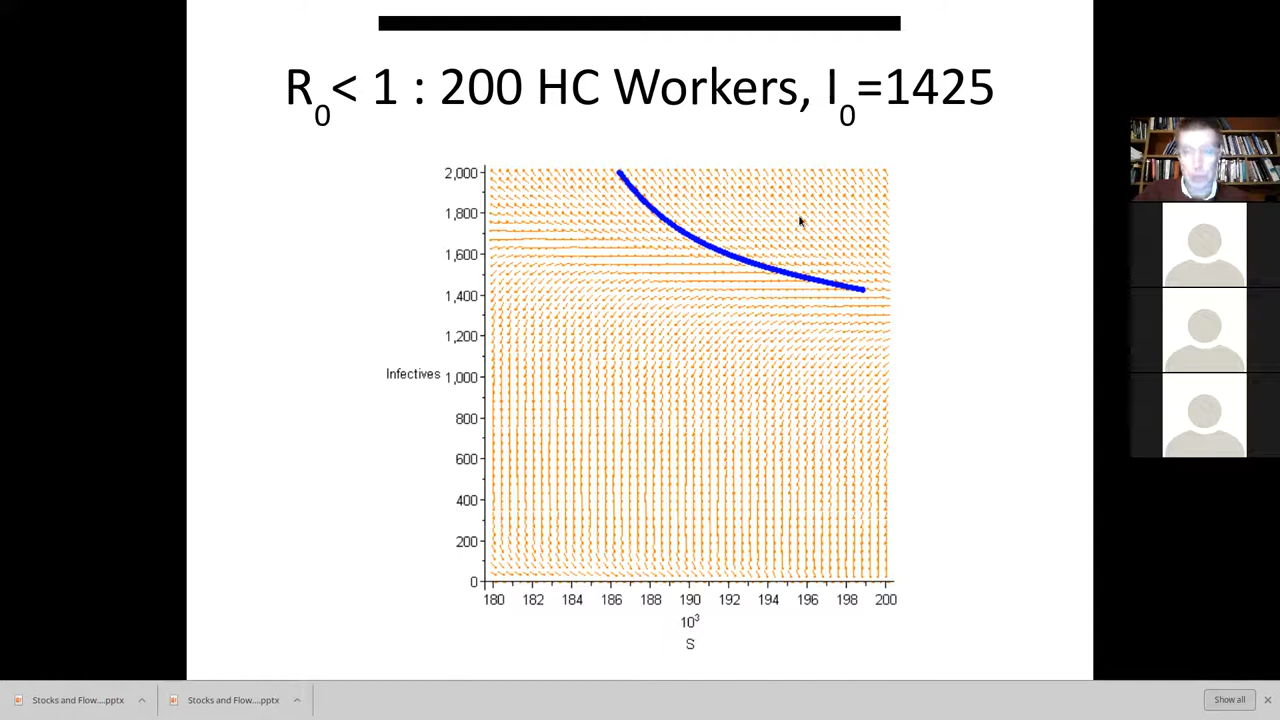 R0< 1 : 200 HC Workers, I0=1425
2,000
1,800
1,600
1,400
1,200
Infectives 1,000
800
600
400
200
0
180 182 184 186 188 190 192 194 196 198 200
10³
S
Stocks and Flow....pptx Stocks and Flow....pptx Show all